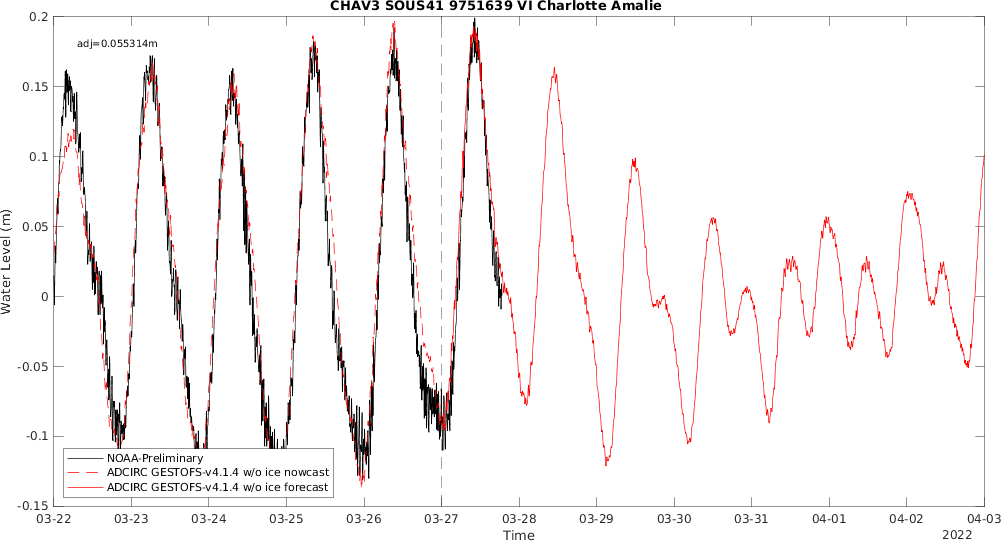 CHAV3 SOUS41 9751639 VI Charlotte Amalie
adj=0.055314m
0.2
0.15
0.1
0.05
0
-0.05
-0.1
-0.15
Water Level (m)
NOAA-Preliminary
ADCIRC GESTOFS-v4.1.4 w/o ice nowcast
ADCIRC GESTOFS-v4.1.4 w/o ice forecast
03-22 03-23 03-24 03-25 03-26 03-27 03-28 03-29 03-30 03-31 04-01 04-02 04-03
Time
2022